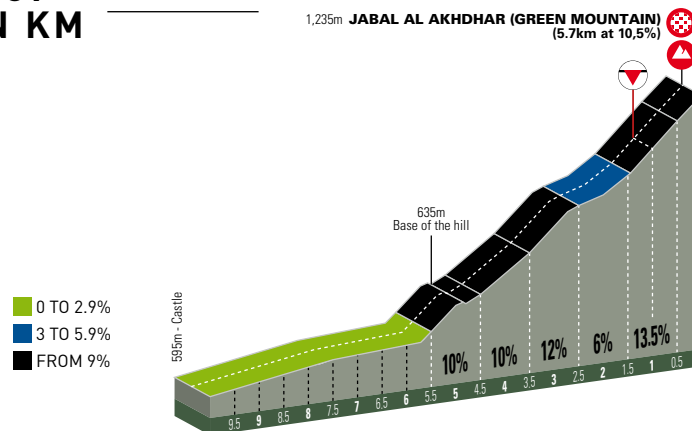 N KM
1,235m JABAL AL AKHDHAR (GREEN MOUNTAIN)
(5.7km at 10,5%)
635m
Base of the hill
595m - Castle
0 TO 2.9%
3 TO 5.9%
FROM 9%
10% 10% 12% 6% 13.5%
9.5 9 8.5 8 7.5 7 6.5 6 5.5 5 4.5 4 3.5 3 2.5 2 1.5 1 0.5